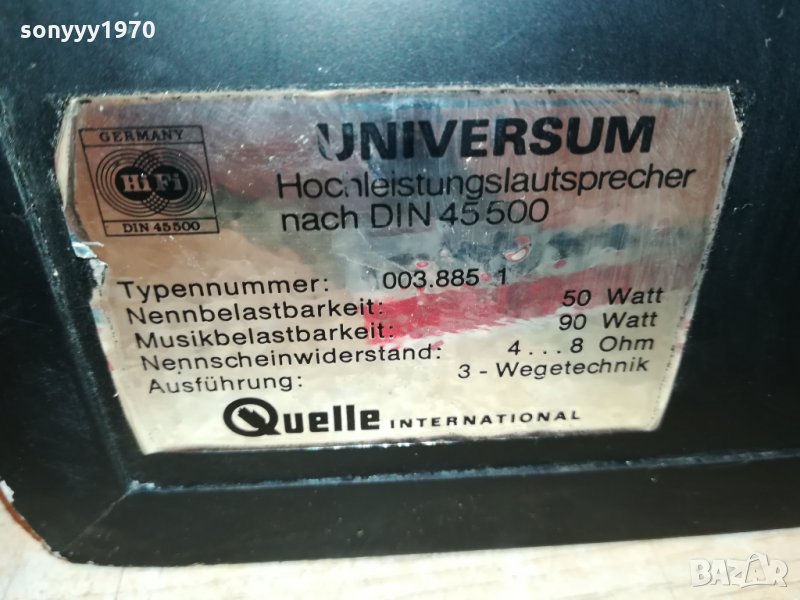 sonyyy1970
GERMANY
HiFi
DIN 45500
UNIVERSUM
Hochleistungslautsprecher
nach DIN 45500
Typennummer: 003.885 1
Nennbelastbarkeit: 50 Watt
Musikbelastbarkeit: 90 Watt
Nennscheinwiderstand: 4...8 Ohm
Ausführung: 3-Wegetechnik
Quelle INTERNATIONAL
BAZAR